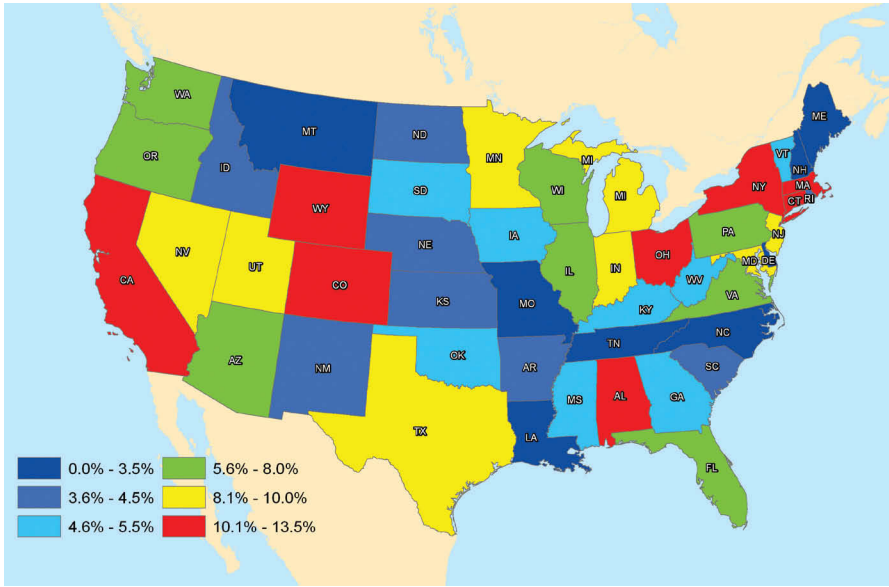 WA
MT
ND
MN
ME
OR
ID
SD
WI
MI
MI
VT
NH
NY
MA
CT
RI
WY
NE
IA
PA
NJ
NV
UT
CO
IL
IN
OH
MD
DE
WV
VA
CA
KS
MO
KY
AZ
NM
OK
AR
TN
NC
SC
TX
LA
MS
AL
GA
FL
0.0% - 3.5%
3.6% - 4.5%
4.6% - 5.5%
5.6% - 8.0%
8.1% - 10.0%
10.1% - 13.5%